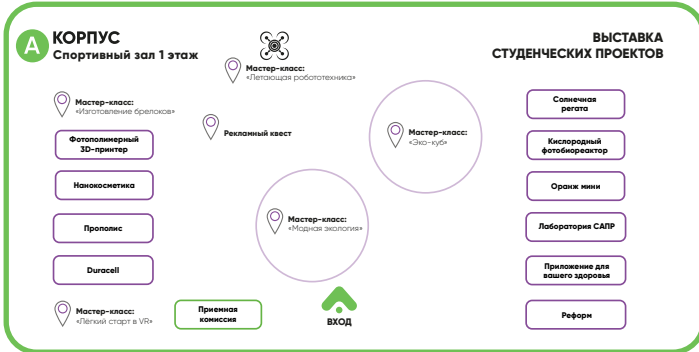 А КОРПУС
Спортивный зал 1 этаж
ВЫСТАВКА
СТУДЕНЧЕСКИХ ПРОЕКТОВ
Мастер-класс:
«Летающая робототехника»
Мастер-класс:
«Изготовление брелоков»
Рекламный квест
Мастер-класс:
«Эко-куб»
Мастер-класс:
«Модная экология»
Фотополимерный
3D-принтер
Нанокосметика
Прополис
Duracell
Мастер-класс:
«Лёгкий старт в VR»
Приемная
комиссия
ВХОД
Солнечная
регата
Кислородный
фотобиореактор
Оранж мини
Лаборатория САПР
Приложение для
вашего здоровья
Реформ